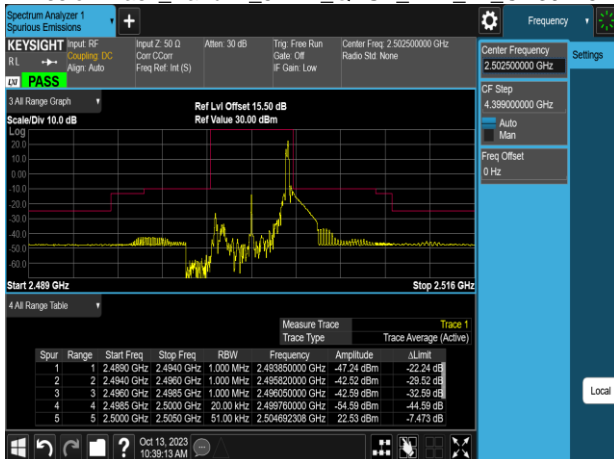 Spectrum Analyzer 1
Spurious Emissions
Frequency
KEYSIGHT
RL
LXI
PASS
Input: RF
Coupling: DC
Align: Auto
Input Z: 50 Ω
Corr CCorr
Freq Ref: Int (S)
Atten: 30 dB
Trig: Free Run
Gate: Off
IF Gain: Low
Center Freq: 2.502500000 GHz
Radio Std: None
Center Frequency
2.502500000 GHz
Settings
CF Step
4.399000000 GHz
Auto
Man
Freq Offset
0 Hz
3 All Range Graph
Scale/Div 10.0 dB
Ref Lvl Offset 15.50 dB
Ref Value 30.00 dBm
Log
20.0
10.0
0.00
-10.0
-20.0
-30.0
-40.0
-50.0
-60.0
Start 2.489 GHz
Stop 2.516 GHz
4 All Range Table
Measure Trace Trace 1
Trace Type Trace Average (Active)
Spur Range Start Freq Stop Freq RBW Frequency Amplitude ΔLimit
1 1 2.4890 GHz 2.4940 GHz 1.000 MHz 2.493850000 GHz -47.24 dBm -22.24 dB
2 2 2.4940 GHz 2.4960 GHz 1.000 MHz 2.495820000 GHz -42.52 dBm -29.52 dB
3 3 2.4960 GHz 2.4985 GHz 1.000 MHz 2.496050000 GHz -42.59 dBm -32.59 dB
4 4 2.4985 GHz 2.5000 GHz 20.00 kHz 2.499760000 GHz -54.59 dBm -44.59 dB
5 5 2.5000 GHz 2.5050 GHz 51.00 kHz 2.504692308 GHz 22.53 dBm -7.473 dB
Local
?
Oct 13, 2023
10:39:13 AM